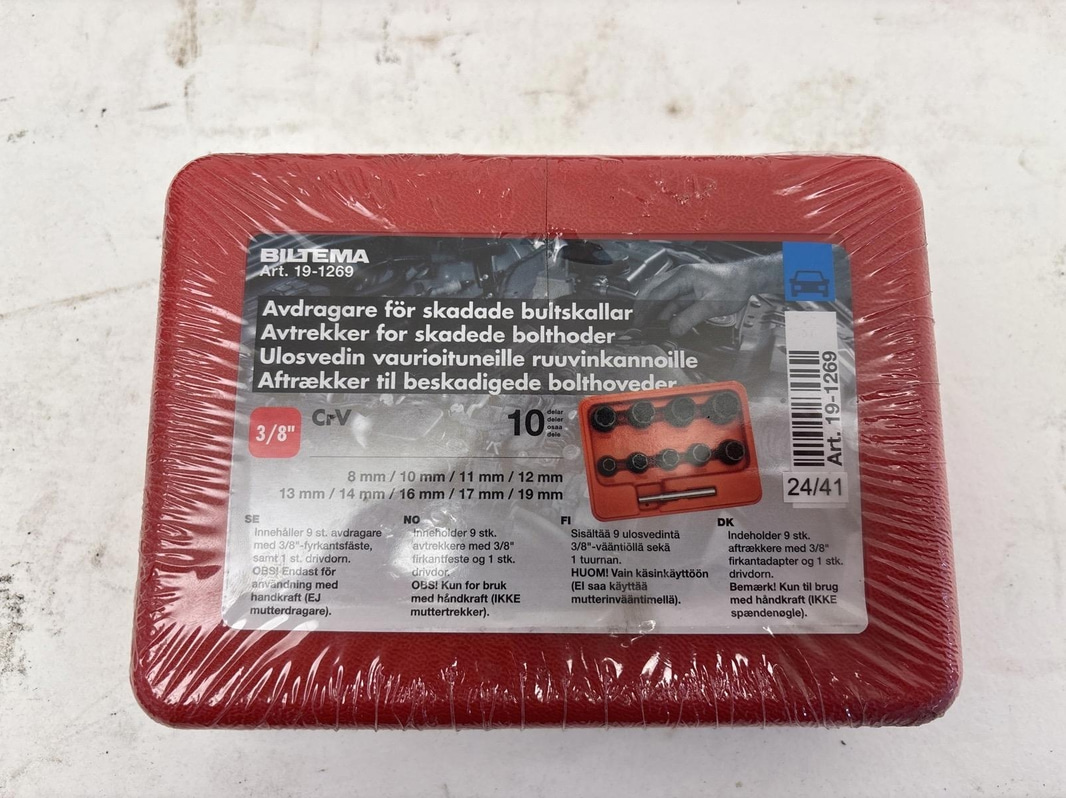 BILTEMA
Art. 19-1269
Avdragare för skadade bultskallar
Avtrekker for skadede bolthoder
Ulosvedin vaurioituneille ruuvinkannoille
Aftrækker til beskadigede bolthoveder
3/8"
CrV
10
delar
deler
osaa
dele
8 mm / 10 mm / 11 mm / 12 mm
13 mm / 14 mm / 16 mm / 17 mm / 19 mm
Art. 19-1269
24/41
SE
Innehåller 9 st. avdragare
med 3/8"-fyrkantsfäste,
samt 1 st. drivdorn.
OBS! Endast för
användning med
handkraft (EJ
mutterdragare).
NO
Inneholder 9 stk.
avtrekkere med 3/8"
firkantfeste og 1 stk.
drivdor.
OBS! Kun for bruk
med håndkraft (IKKE
muttertrekker).
FI
Sisältää 9 ulosvedintä
3/8"-vääntiöllä sekä
1 tuurnan.
HUOM! Vain käsinkäyttöön
(EI saa käyttää
mutterinvääntimellä).
DK
Indeholder 9 stk.
aftrækkere med 3/8"
firkantadapter og 1 stk.
drivdorn.
Bemærk! Kun til brug
med håndkraft (IKKE
spændenøgle).